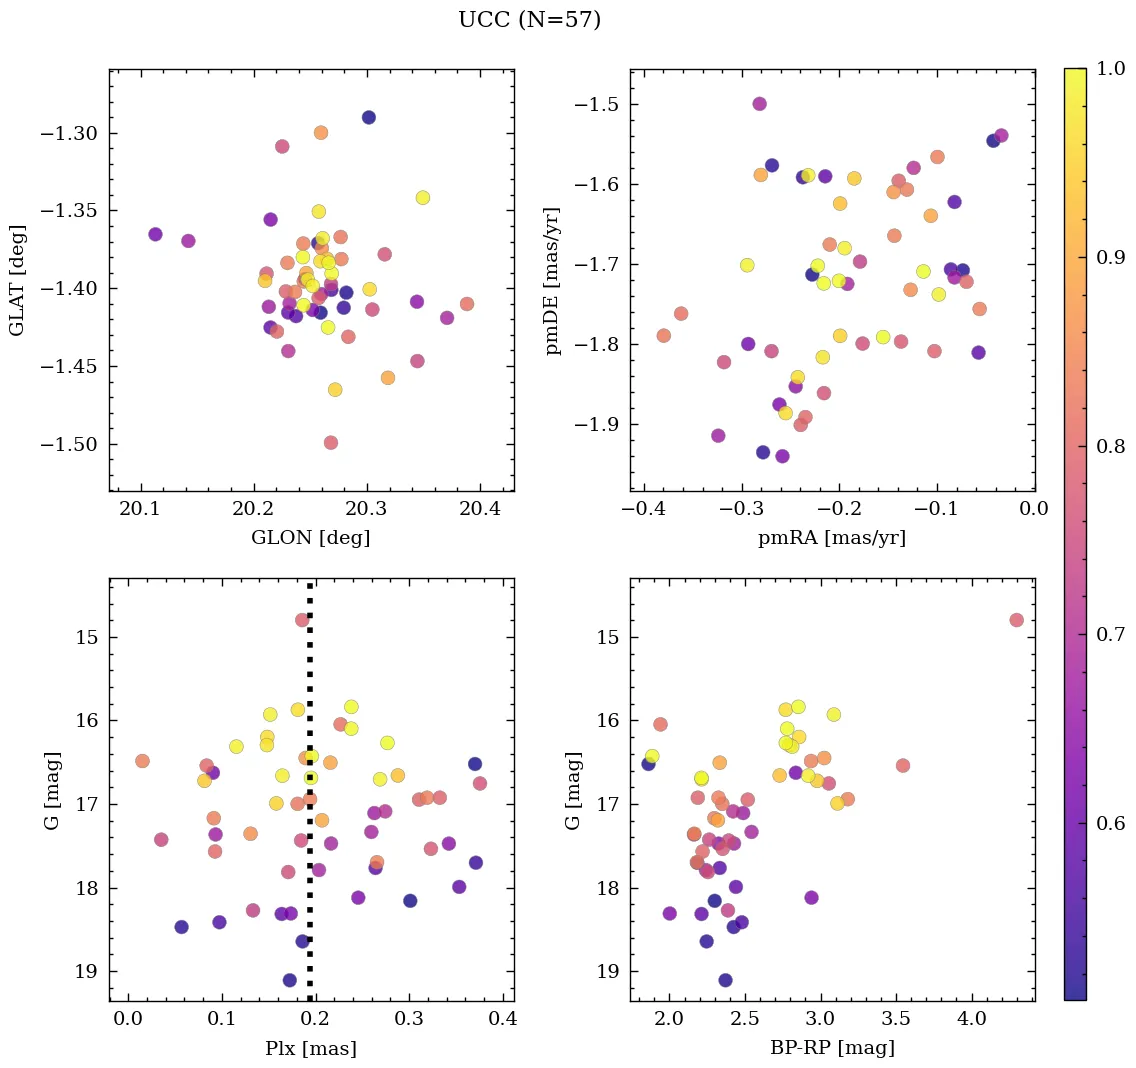 UCC (N=57)
−1.30
−1.35
−1.40
−1.45
−1.50
GLAT [deg]
20.1 20.2 20.3 20.4
GLON [deg]
−1.5
−1.6
−1.7
−1.8
−1.9
pmDE [mas/yr]
−0.4 −0.3 −0.2 −0.1 0.0
pmRA [mas/yr]
1.0
0.9
0.8
0.7
0.6
15
16
17
18
19
G [mag]
0.0 0.1 0.2 0.3 0.4
Plx [mas]
15
16
17
18
19
G [mag]
2.0 2.5 3.0 3.5 4.0
BP-RP [mag]